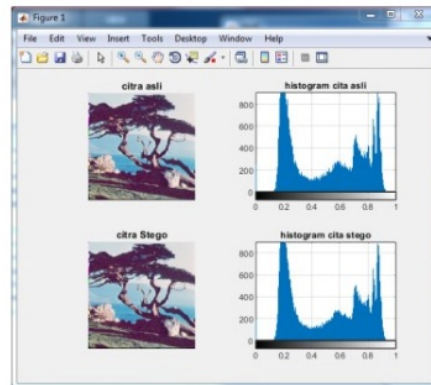 Figure 1
File Edit View Insert Tools Desktop Window Help
citra asli
histogram cita asli
800
600
400
200
0
0 0.2 0.4 0.6 0.8 1
citra Stego
histogram cita stego
800
600
400
200
0
0 0.2 0.4 0.6 0.8 1